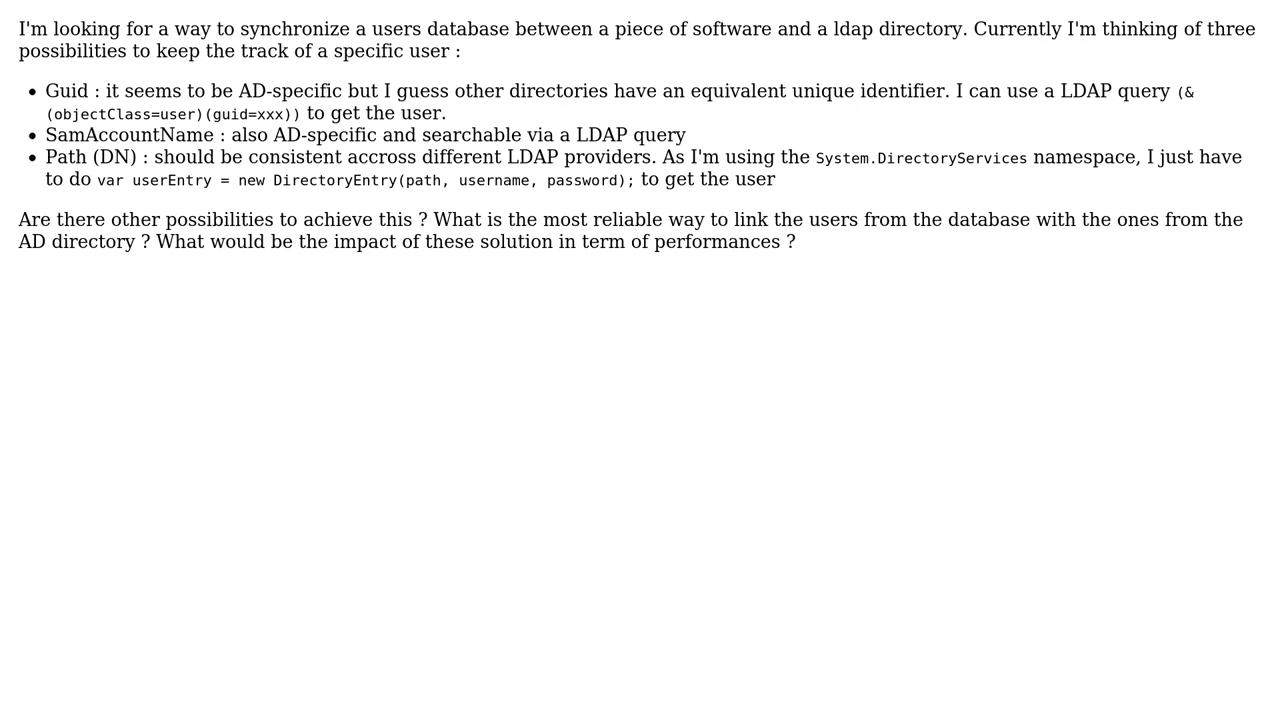 I'm looking for a way to synchronize a users database between a piece of software and a ldap directory. Currently I'm thinking of three
possibilities to keep the track of a specific user :
• Guid : it seems to be AD-specific but I guess other directories have an equivalent unique identifier. I can use a LDAP query (&
(objectClass=user)(guid=xxx)) to get the user.
• SamAccountName : also AD-specific and searchable via a LDAP query
• Path (DN) : should be consistent accross different LDAP providers. As I'm using the System.DirectoryServices namespace, I just have
to do var userEntry = new DirectoryEntry(path, username, password); to get the user
Are there other possibilities to achieve this ? What is the most reliable way to link the users from the database with the ones from the
AD directory ? What would be the impact of these solution in term of performances ?